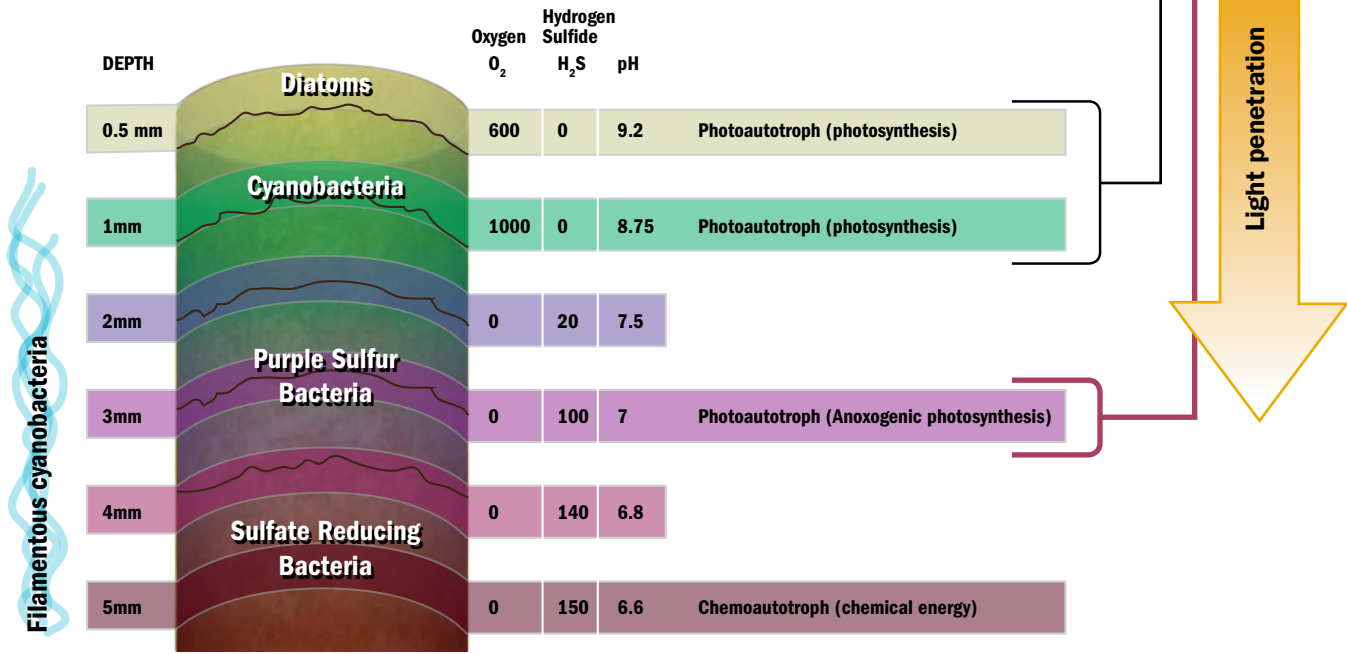 Hydrogen
Oxygen Sulfide
DEPTH O2 H2S pH
Diatoms
0.5 mm 600 0 9.2 Photoautotroph (photosynthesis)
Cyanobacteria
1mm 1000 0 8.75 Photoautotroph (photosynthesis)
2mm 0 20 7.5
Purple Sulfur
Bacteria
3mm 0 100 7 Photoautotroph (Anoxogenic photosynthesis)
4mm 0 140 6.8
Sulfate Reducing
Bacteria
5mm 0 150 6.6 Chemoautotroph (chemical energy)
Filamentous cyanobacteria
Light penetration